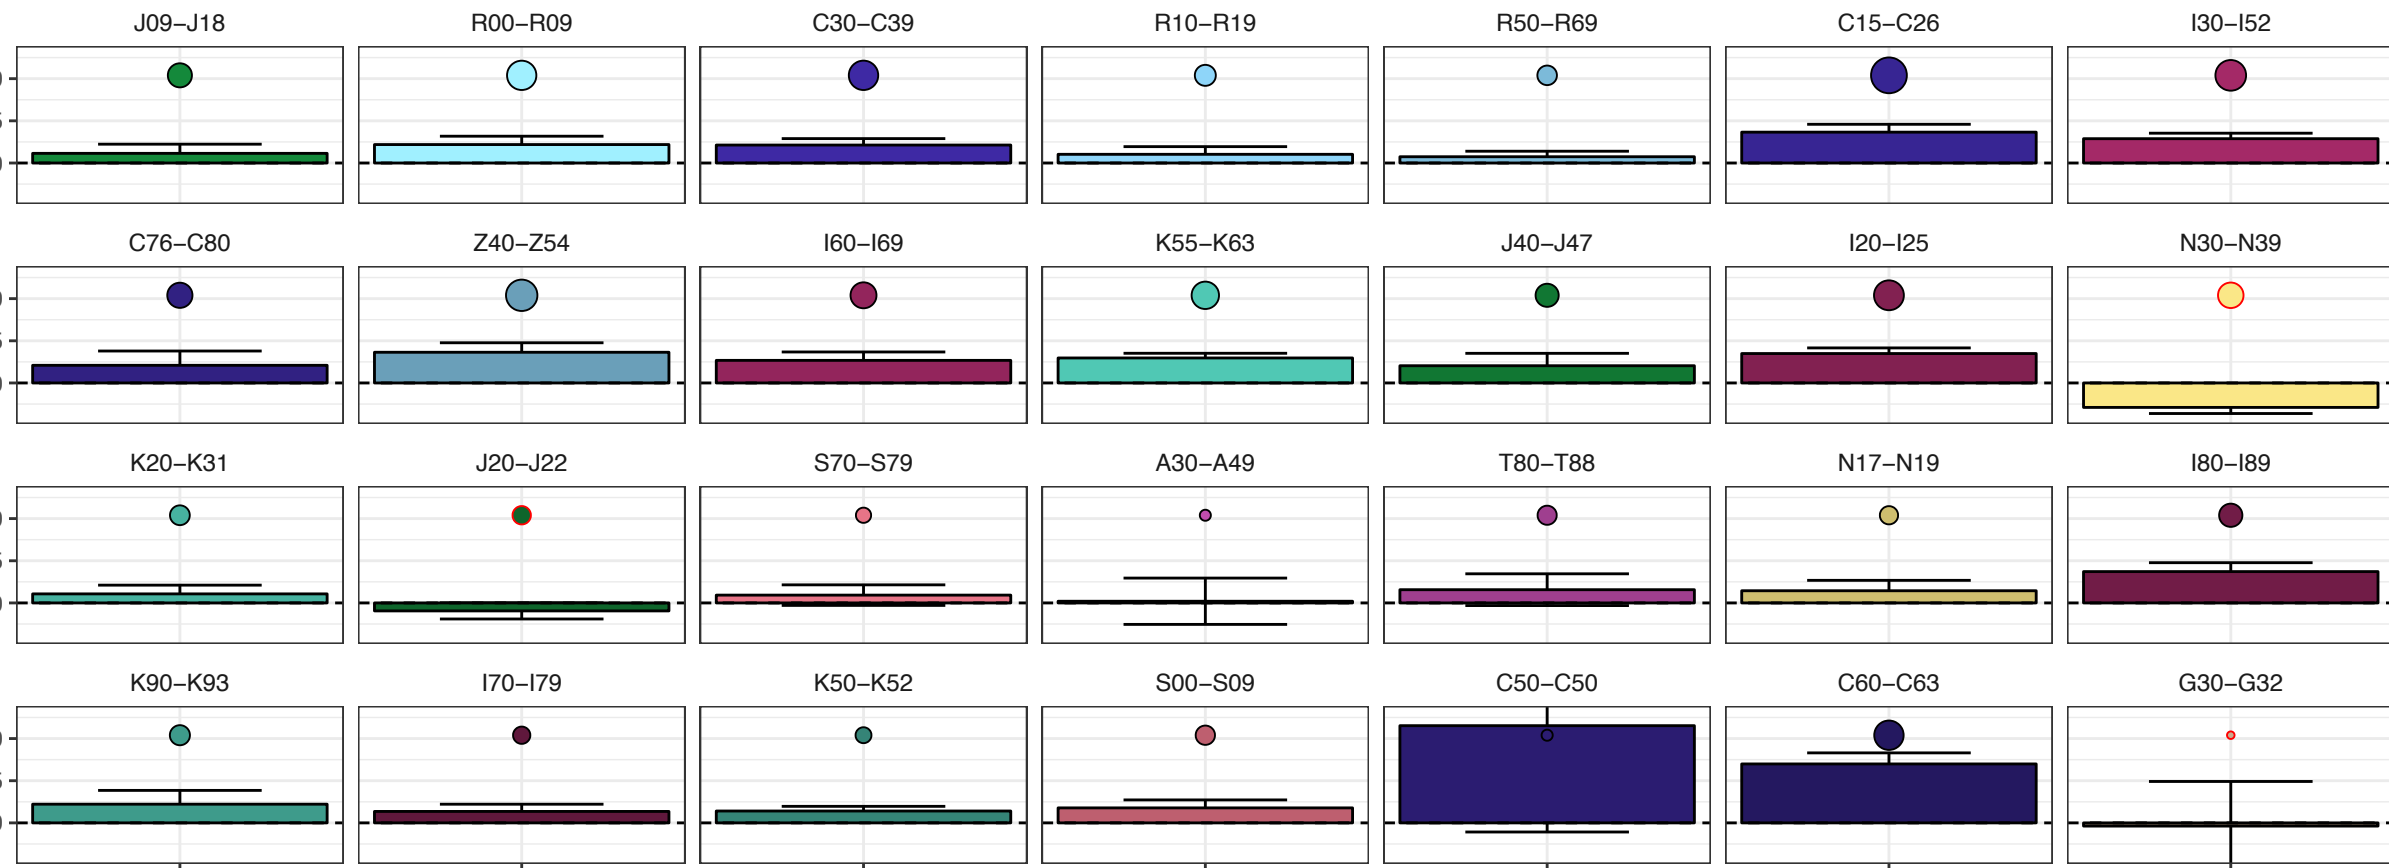 J09−J18 R00−R09 C30−C39 R10−R19 R50−R69 C15−C26 I30−I52
C76−C80 Z40−Z54 I60−I69 K55−K63 J40−J47 I20−I25 N30−N39
K20−K31 J20−J22 S70−S79 A30−A49 T80−T88 N17−N19 I80−I89
K90−K93 I70−I79 K50−K52 S00−S09 C50−C50 C60−C63 G30−G32